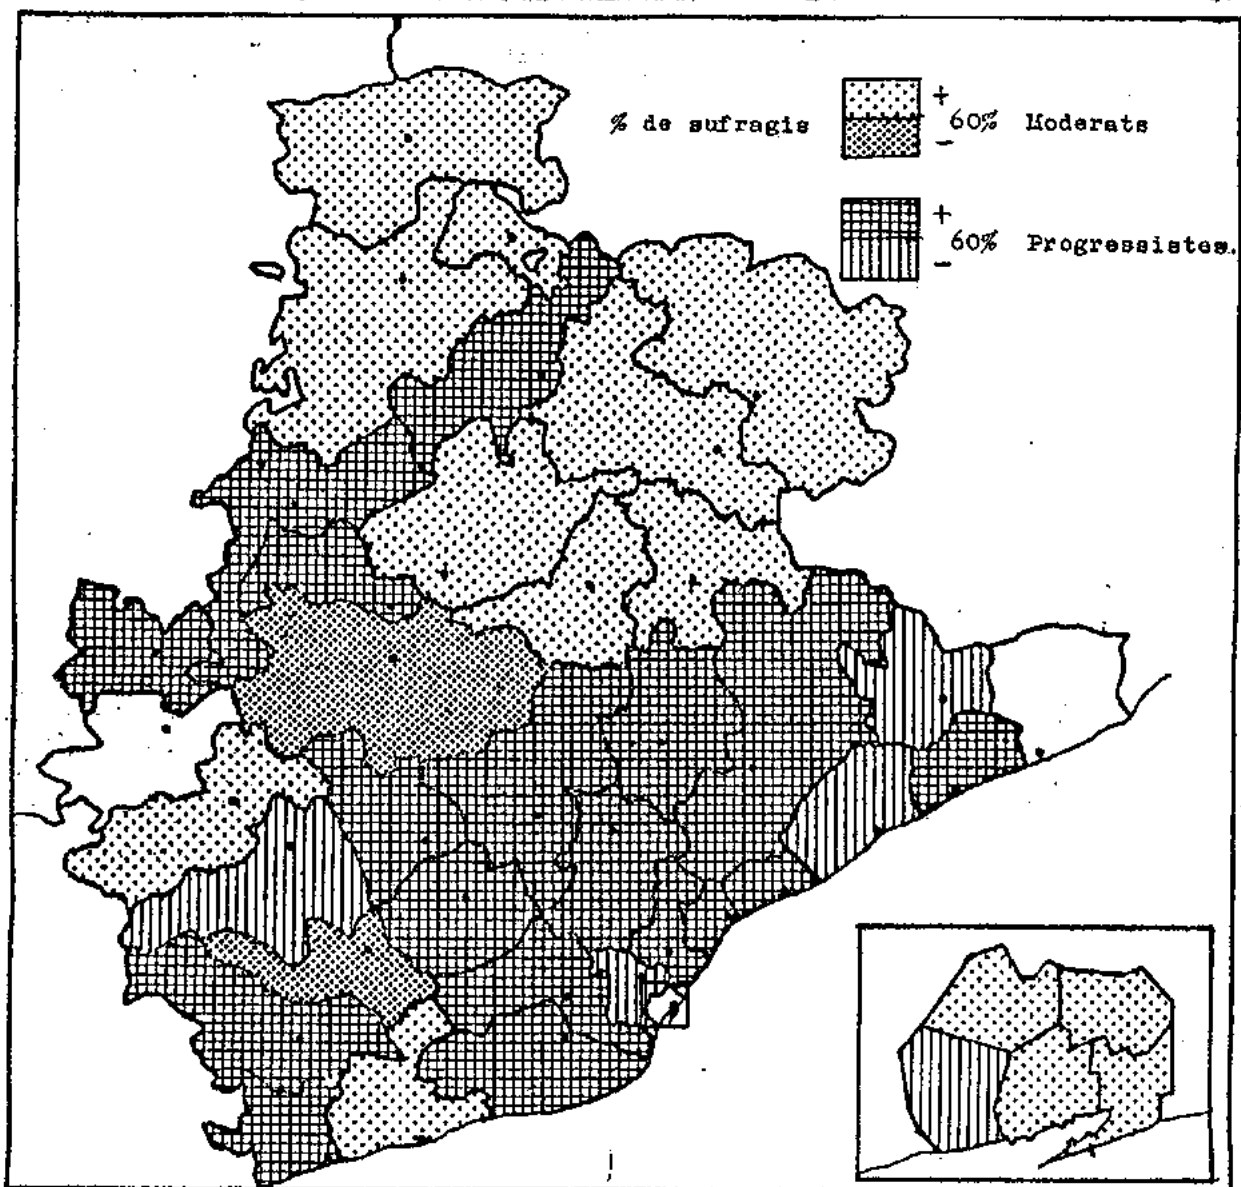 % de sufragis
+
60% Moderats
-
+
60% Progressistes.
-